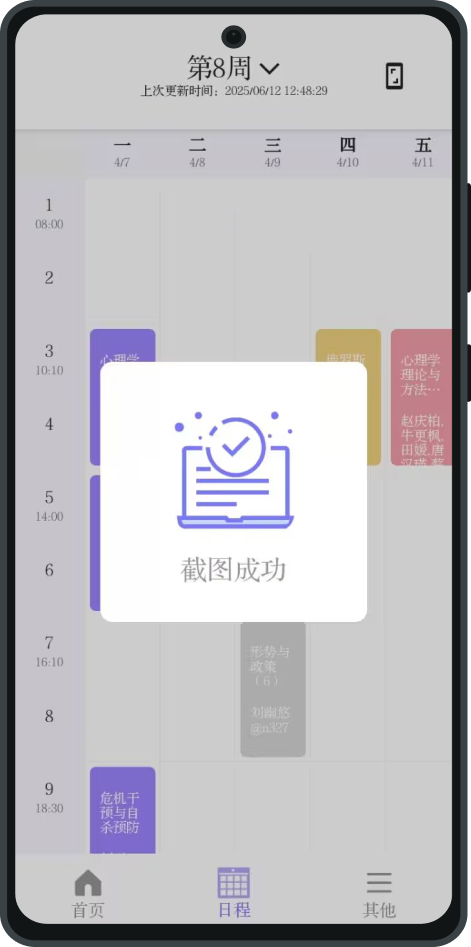 第8周
上次更新时间：2025/06/12 12:48:29
一 二 三 四 五
4/7 4/8 4/9 4/10 4/11
1
08:00
2
3
10:10
4
5
14:00
6
7
16:10
8
9
18:30
心理学
心理学
理论与
方法…
赵庆柏,
牛更枫,
田媛,唐
汉瑛,蔡
截图成功
形势与
政策
（6）
刘幽悠
@n327
危机干
预与自
杀预防
首页 日程 其他